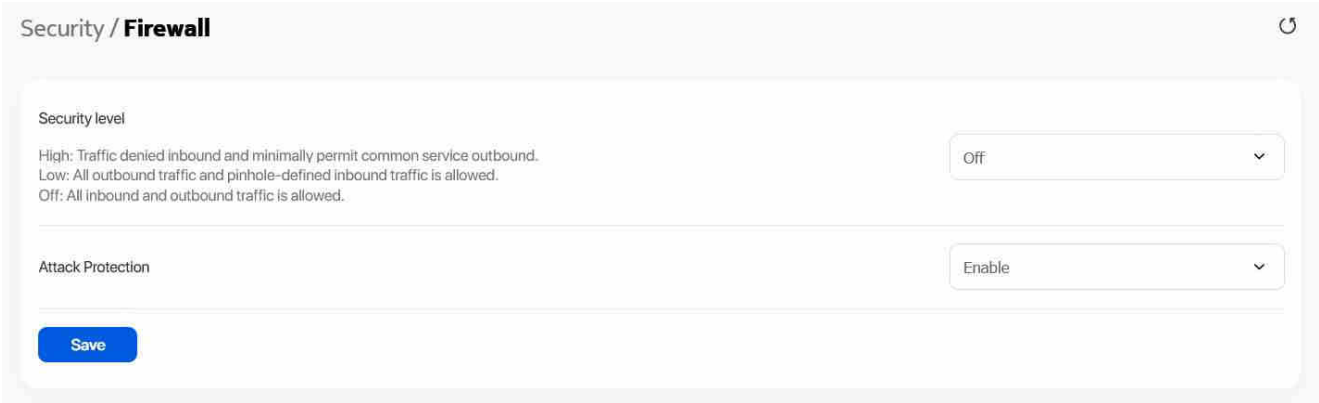 Security / Firewall
Security level
High: Traffic denied inbound and minimally permit common service outbound.
Low: All outbound traffic and pinhole-defined inbound traffic is allowed.
Off: All inbound and outbound traffic is allowed.
Off
Attack Protection
Enable
Save